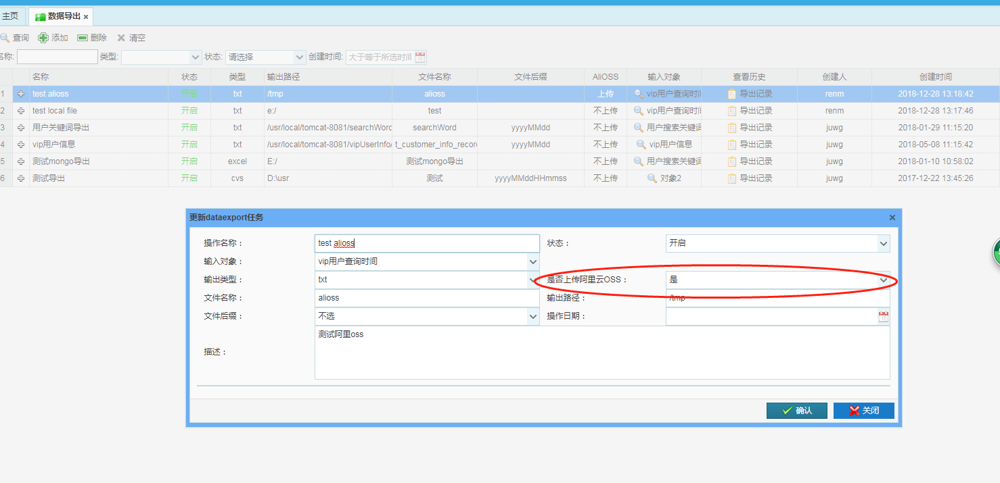 主页 数据导出
查询 添加 删除 清空
名称: 类型: 状态: 请选择 创建时间: 大于等于所选时间
名称 状态 类型 输出路径 文件名称 文件后缀 AliOSS 输入对象 查看历史 创建人 创建时间
1 test alioss 开启 txt /tmp alioss 上传 vip用户查询时间 导出记录 renm 2018-12-28 13:18:42
2 test local file 开启 txt e:/ test 不上传 vip用户查询时间 导出记录 renm 2018-12-28 13:17:46
3 用户关键词导出 开启 txt /usr/local/tomcat-8081/searchWord searchWord yyyyMMdd 不上传 用户搜索关键词 导出记录 juwg 2018-01-29 11:15:20
4 vip用户信息 开启 txt /usr/local/tomcat-8081/vipUserInfo/ t_customer_info_record yyyyMMdd 不上传 vip用户信息 导出记录 juwg 2018-05-08 11:15:42
5 测试mongo导出 开启 excel E:/ 测试mongo导出 不上传 用户搜索关键词 导出记录 juwg 2018-01-10 10:58:02
6 测试导出 开启 cvs D:\usr 测试 yyyyMMddHHmmss 不上传 对象2 导出记录 juwg 2017-12-22 13:45:26
更新dataexport任务
操作名称： test alioss 状态： 开启
输入对象： vip用户查询时间
输出类型： txt 是否上传阿里云OSS： 是
文件名称： alioss 输出路径： /tmp
文件后缀： 不选 操作日期：
描述： 测试阿里oss
确认 关闭